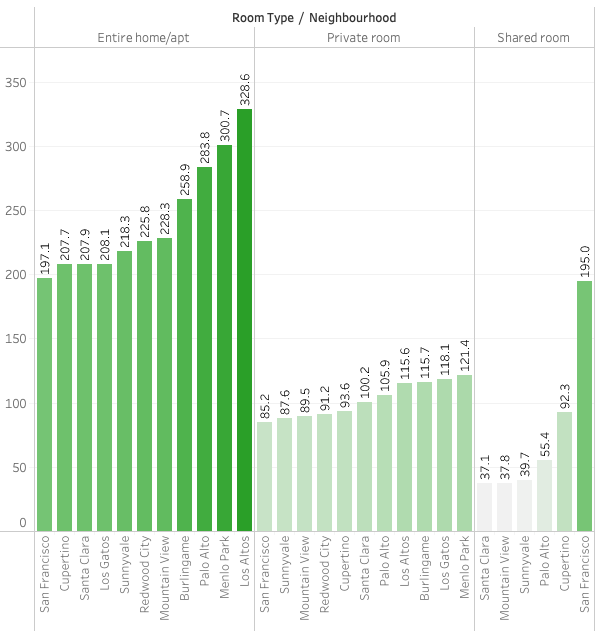 Room Type / Neighbourhood
Entire home/apt Private room Shared room
350
300
250
200
150
100
50
0
197.1 207.7 207.9 208.1 218.3 225.8 228.3 258.9 283.8 300.7 328.6
85.2 87.6 89.5 91.2 93.6 100.2 105.9 115.6 115.7 118.1 121.4
37.1 37.8 39.7 55.4 92.3 195.0
San Francisco
Cupertino
Santa Clara
Los Gatos
Sunnyvale
Redwood City
Mountain View
Burlingame
Palo Alto
Menlo Park
Los Altos
San Francisco
Sunnyvale
Mountain View
Redwood City
Cupertino
Santa Clara
Palo Alto
Los Altos
Burlingame
Los Gatos
Menlo Park
Santa Clara
Mountain View
Sunnyvale
Palo Alto
Cupertino
San Francisco